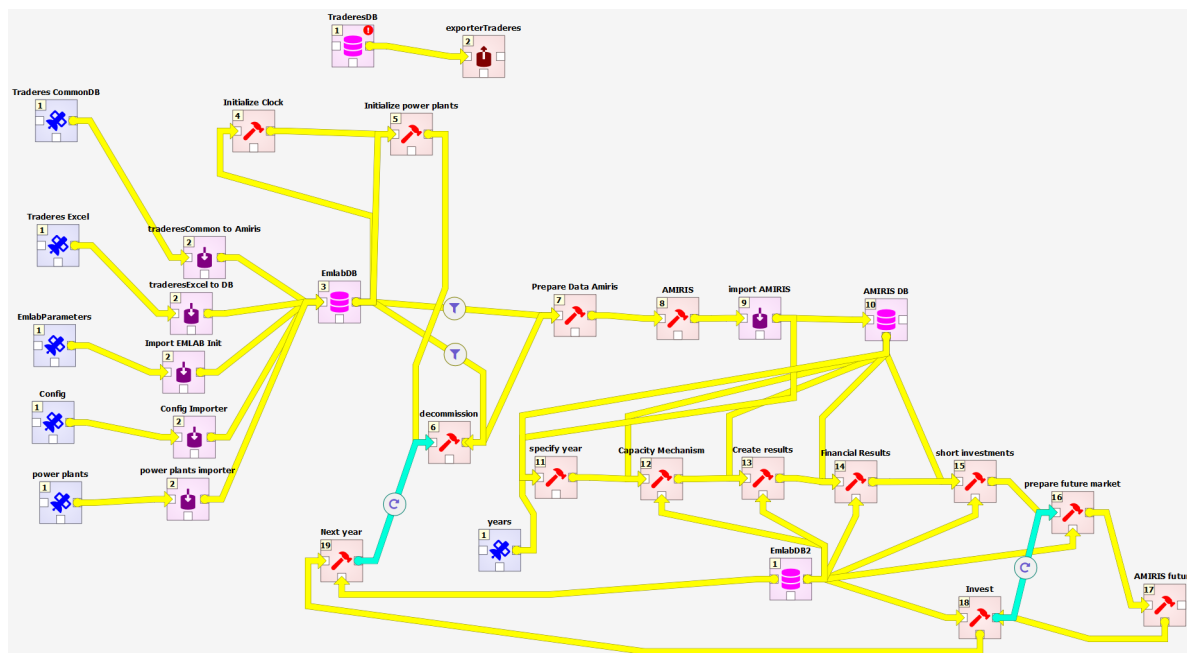 TraderesDB
1
exporterTraderes
2
Traderes CommonDB
1
Initialize Clock
4
Initialize power plants
5
Traderes Excel
1
traderesCommon to Amiris
2
EmlabDB
3
Prepare Data Amiris
7
AMIRIS
8
import AMIRIS
9
AMIRIS DB
10
traderesExcel to DB
2
EmlabParameters
1
Import EMLAB Init
2
Config
1
Config Importer
2
decommission
6
power plants
1
power plants importer
2
specify year
11
Capacity Mechanism
12
Create results
13
Financial Results
14
short investments
15
prepare future market
16
years
1
Next year
19
EmlabDB2
1
Invest
18
AMIRIS futur
17